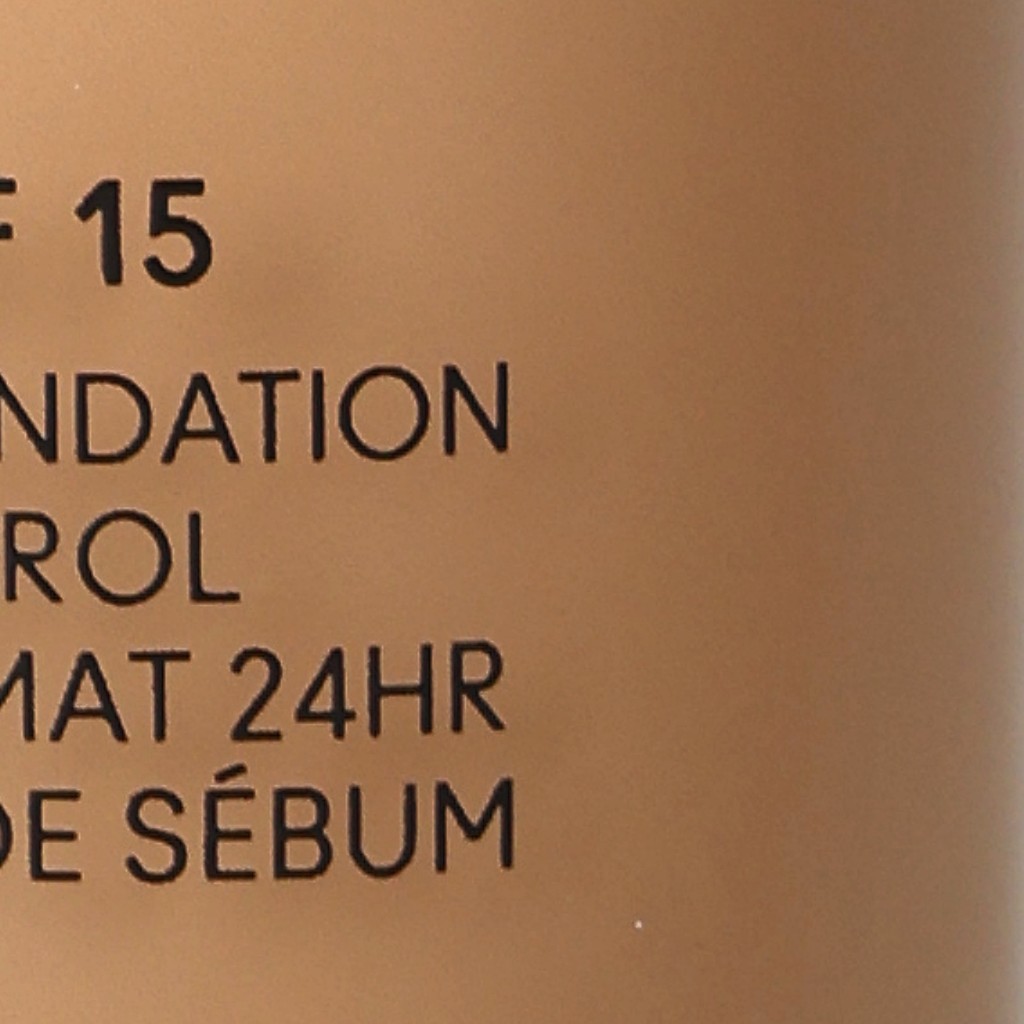 F 15
NDATION
ROL
MAT 24HR
DE SÉBUM